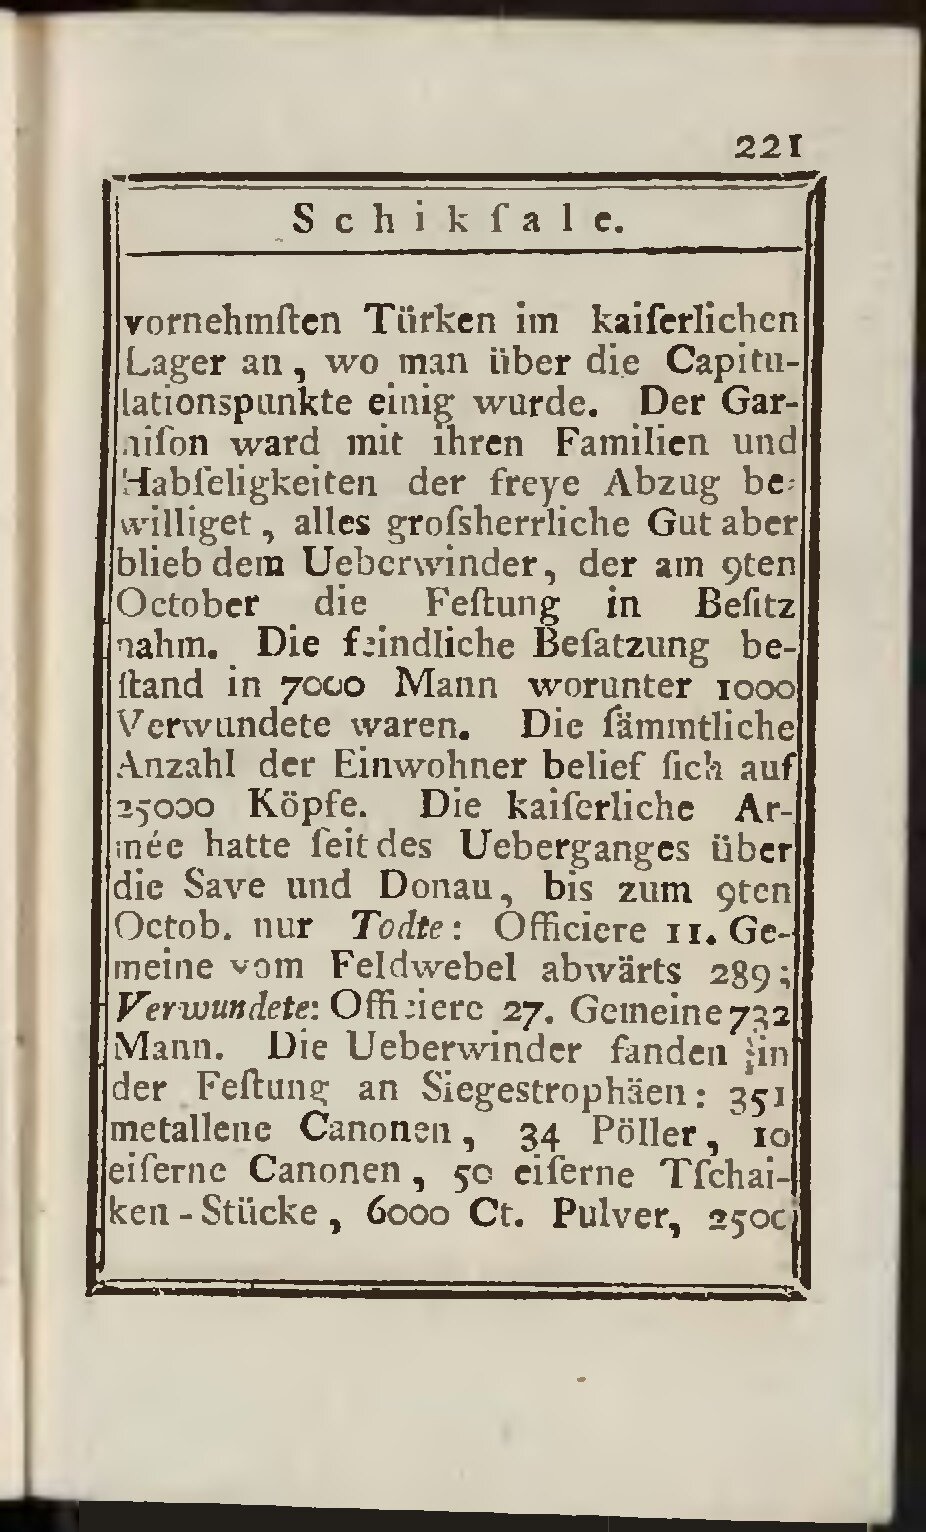 221
Schikſale.
vornehmſten Türken im kaiſerlichen
Lager an, wo man über die Capitu-
lationspunkte einig wurde. Der Gar-
niſon ward mit ihren Familien und
Habſeligkeiten der freye Abzug be-
williget, alles groſsherrliche Gut aber
blieb dem Ueberwinder, der am 9ten
October die Feſtung in Beſitz
nahm. Die feindliche Beſatzung be-
ſtand in 7000 Mann worunter 1000
Verwundete waren. Die ſämmtliche
Anzahl der Einwohner belief ſich auf
25000 Köpfe. Die kaiſerliche Ar-
mée hatte ſeit des Ueberganges über
die Save und Donau, bis zum 9ten
Octob. nur Todte: Officiere 11. Ge-
meine vom Feldwebel abwärts 289;
Verwundete: Officiere 27. Gemeine 732
Mann. Die Ueberwinder fanden in
der Feſtung an Siegestrophäen: 351
metallene Canonen, 34 Pöller, 10
eiſerne Canonen, 50 eiſerne Tſchai-
ken-Stücke, 6000 Ct. Pulver, 2500